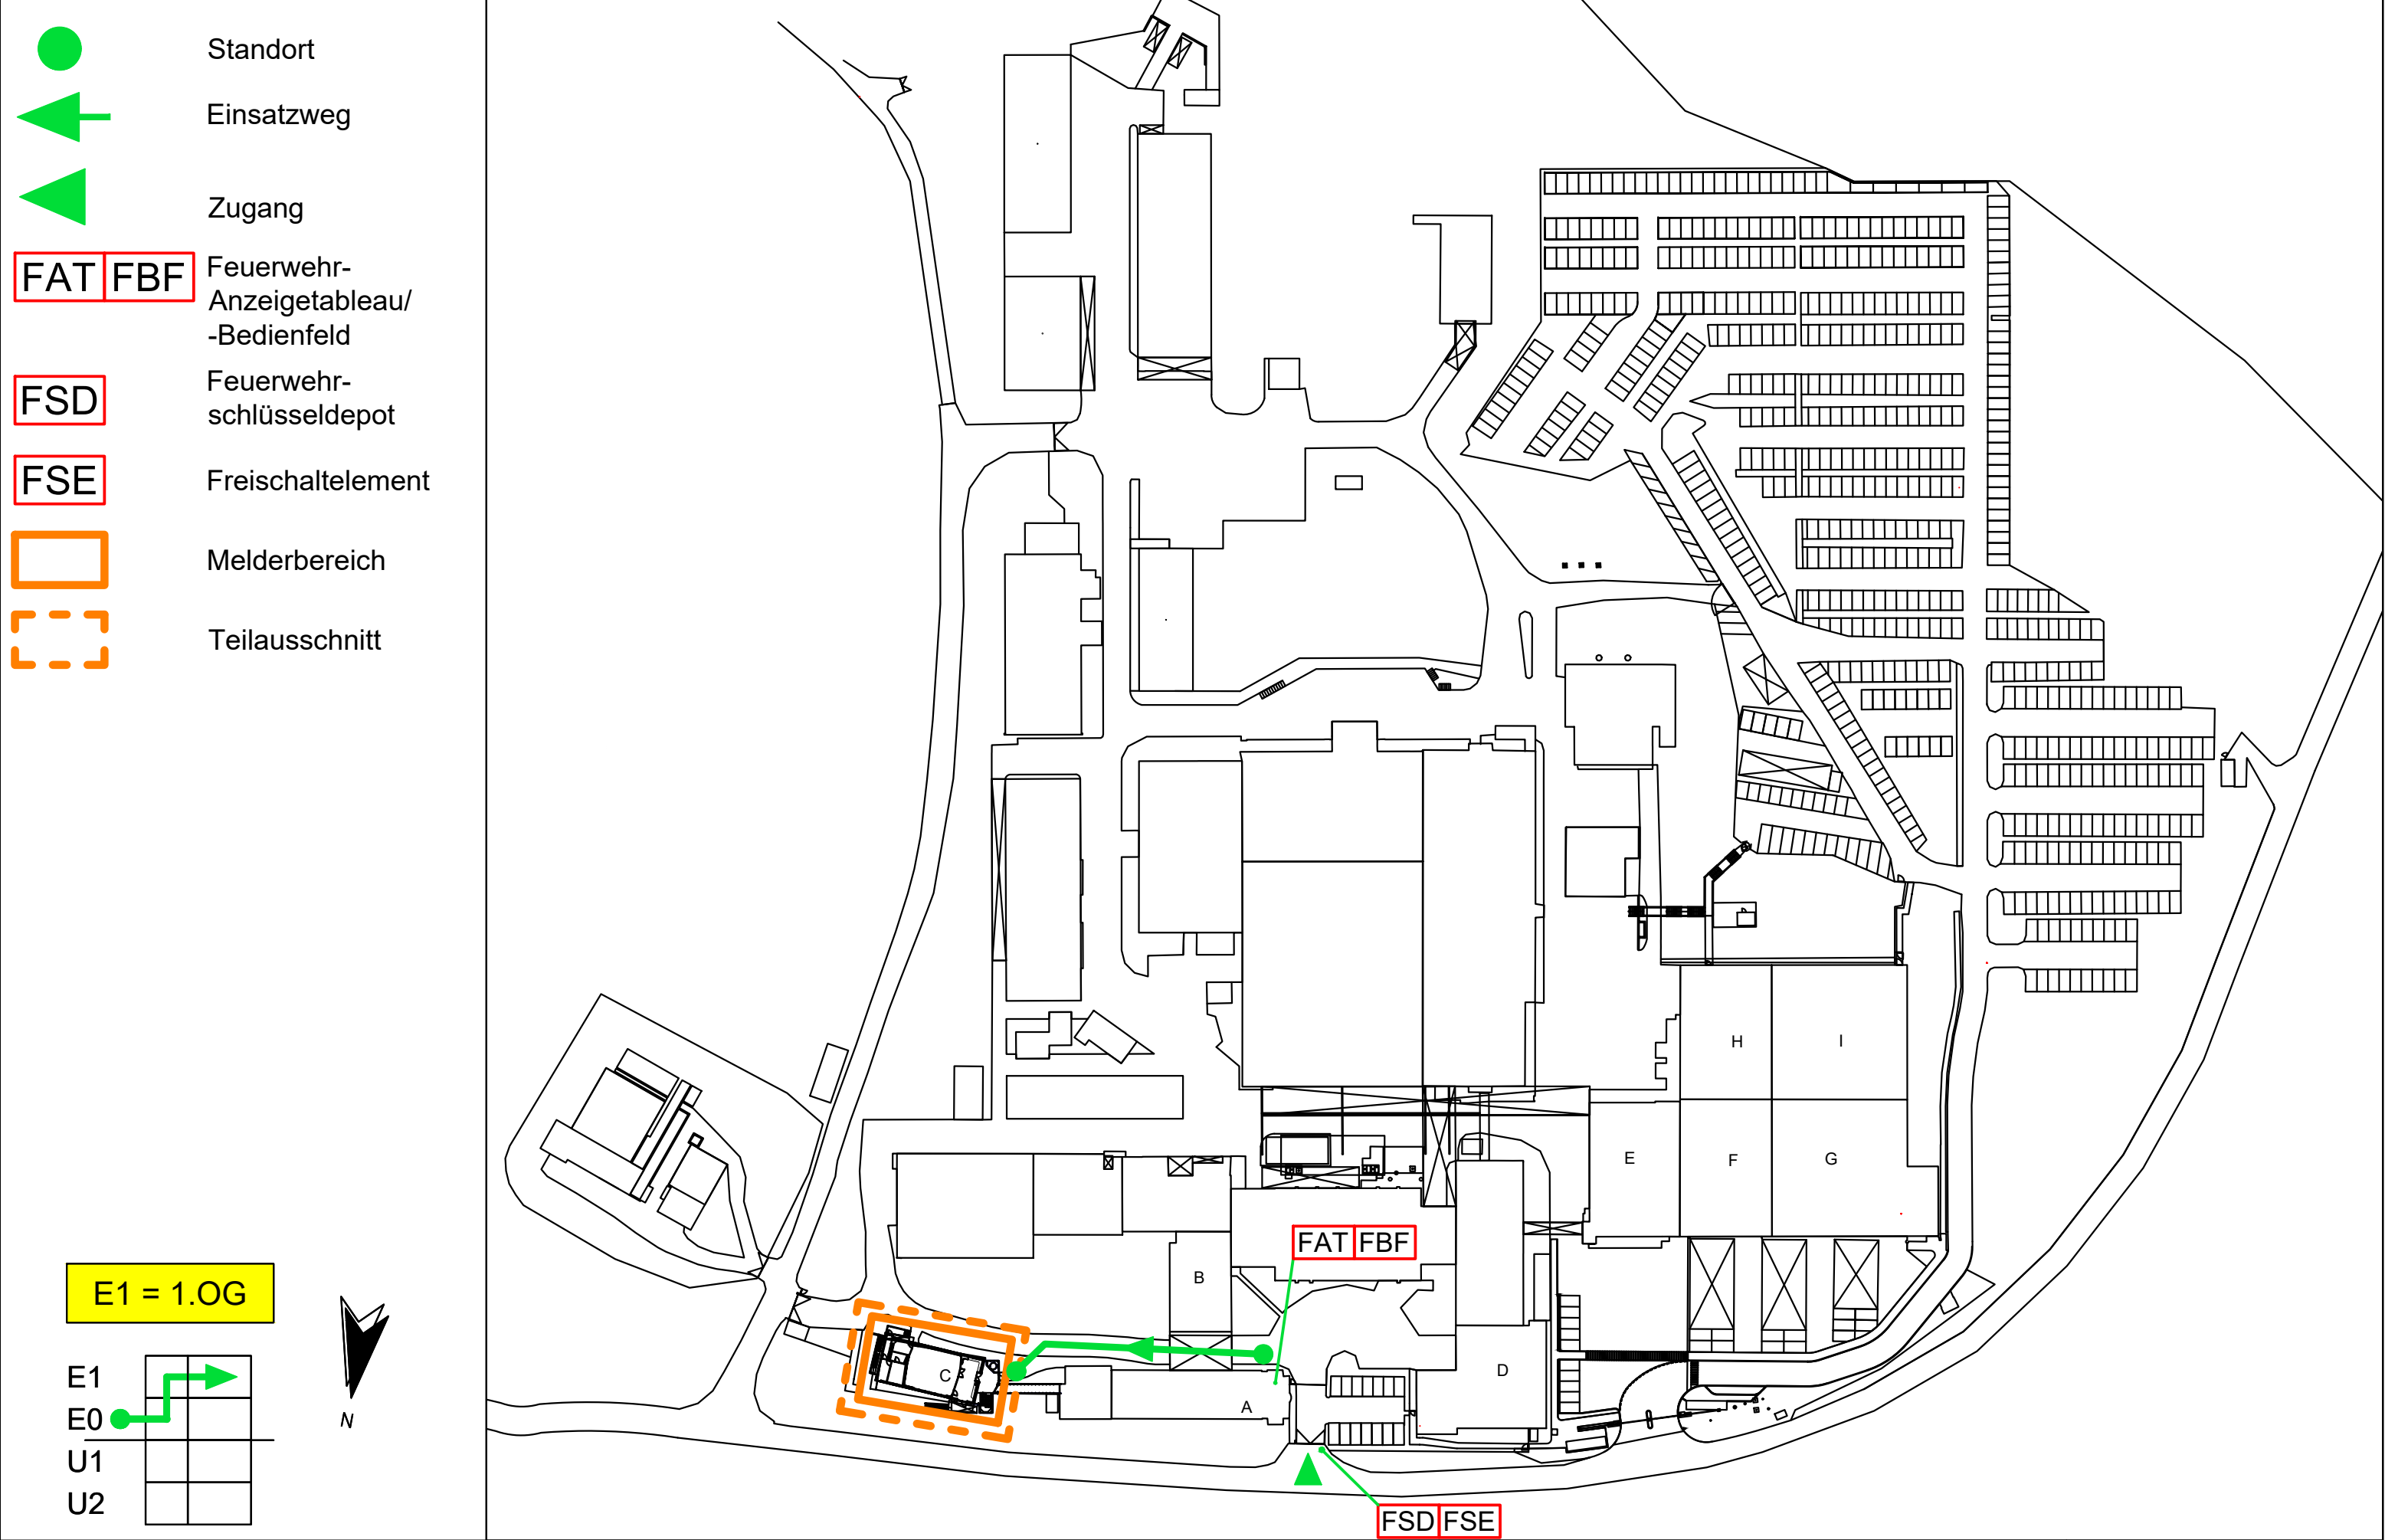 Standort
Einsatzweg
Zugang
FAT FBF
Feuerwehr-
Anzeigetableau/
-Bedienfeld
FSD
Feuerwehr-
schlüsseldepot
FSE
Freischaltelement
Melderbereich
Teilausschnitt
E1 = 1.OG
E1
E0
U1
U2
N
H
I
E
F
G
FAT FBF
B
C
D
A
FSD FSE